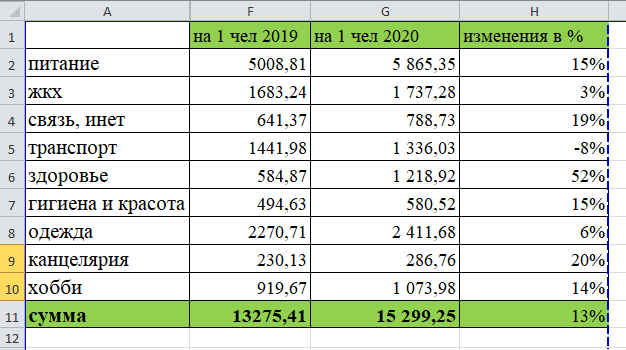 A F G H
1 на 1 чел 2019 на 1 чел 2020 изменения в %
2 питание 5008,81 5 865,35 15%
3 жкх 1683,24 1 737,28 3%
4 связь, инет 641,37 788,73 19%
5 транспорт 1441,98 1 336,03 -8%
6 здоровье 584,87 1 218,92 52%
7 гигиена и красота 494,63 580,52 15%
8 одежда 2270,71 2 411,68 6%
9 канцелярия 230,13 286,76 20%
10 хобби 919,67 1 073,98 14%
11 сумма 13275,41 15 299,25 13%
12